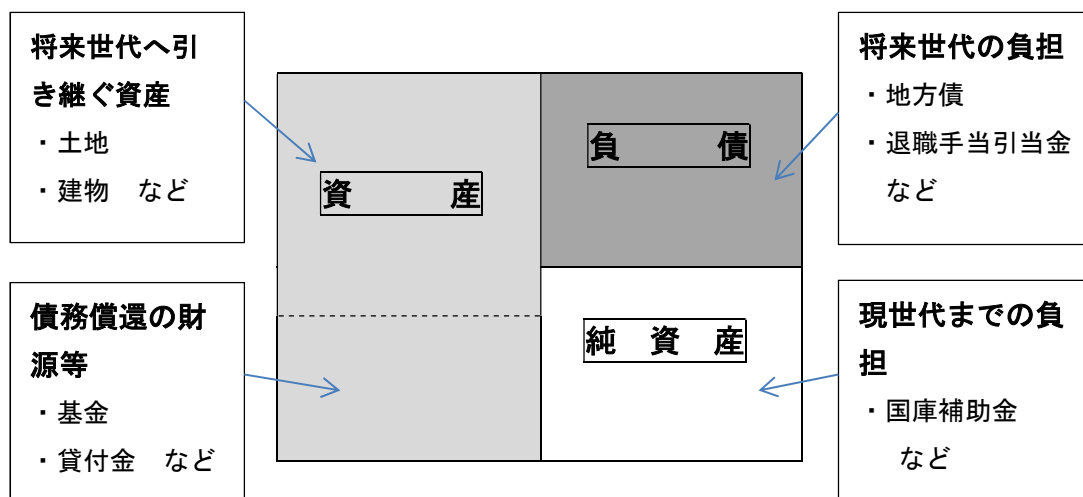 将来世代へ引
き継ぐ資産
・土地
・建物　など
債務償還の財
源等
・基金
・貸付金　など
資　　　産
負　　　債
純　資　産
将来世代の負担
・地方債
・退職手当引当金
など
現世代までの負
担
・国庫補助金
など